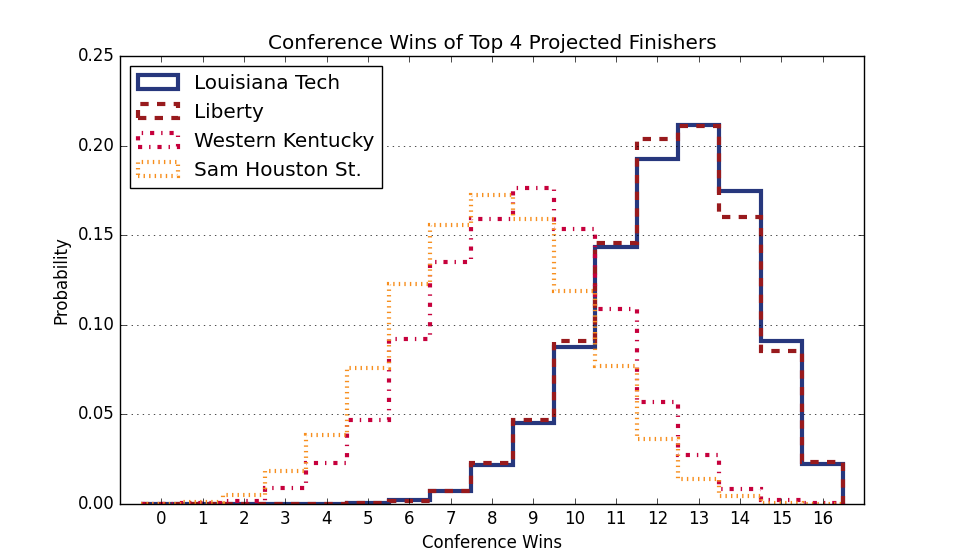 Conference Wins of Top 4 Projected Finishers
0.25
0.20
0.15
0.10
0.05
0.00
Probability
Louisiana Tech
Liberty
Western Kentucky
Sam Houston St.
0 1 2 3 4 5 6 7 8 9 10 11 12 13 14 15 16
Conference Wins